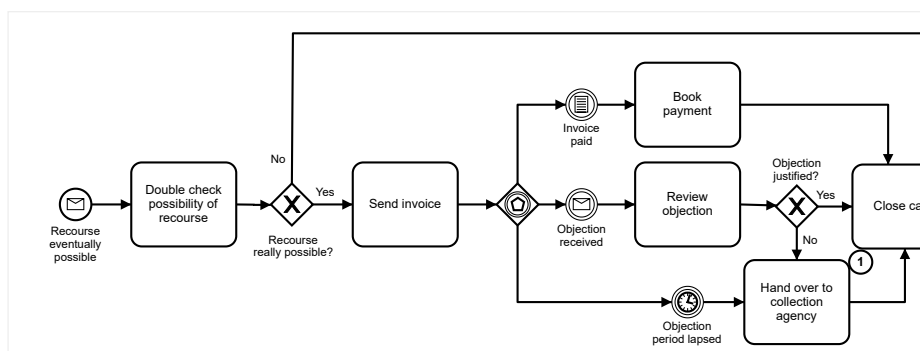 No
Double check
possibility of
recourse
Yes
Recourse
really possible?
Recourse
eventually
possible
Send invoice
Invoice
paid
Book
payment
Objection
received
Review
objection
Objection
justified?
Yes
No
Close ca
1
Objection
period lapsed
Hand over to
collection
agency